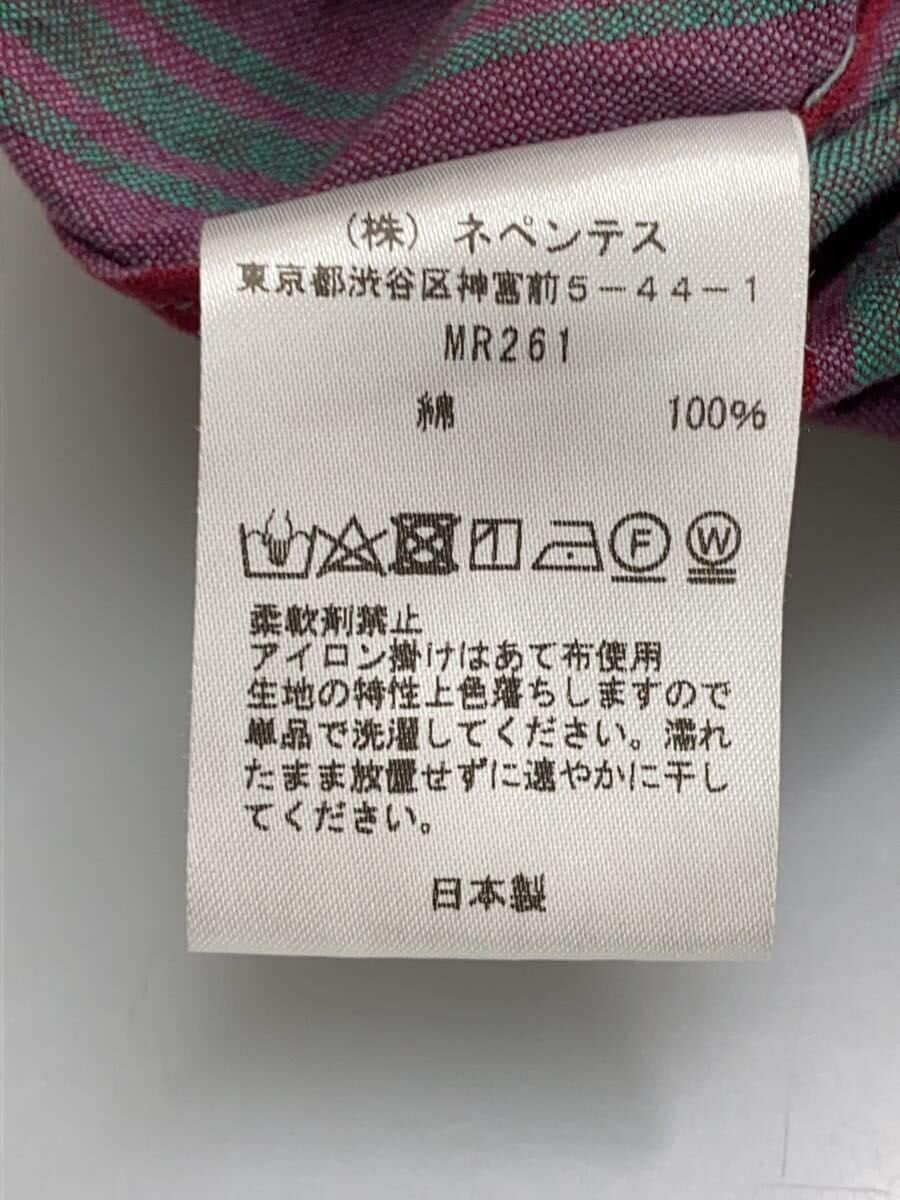 (株) ネペンテス
東京都渋谷区神宮前5-44-1
MR261
綿 100%
F W
柔軟剤禁止
アイロン掛けはあて布使用
生地の特性上色落ちしますので
単品で洗濯してください。濡れ
たまま放置せずに速やかに干し
てください。
日本製